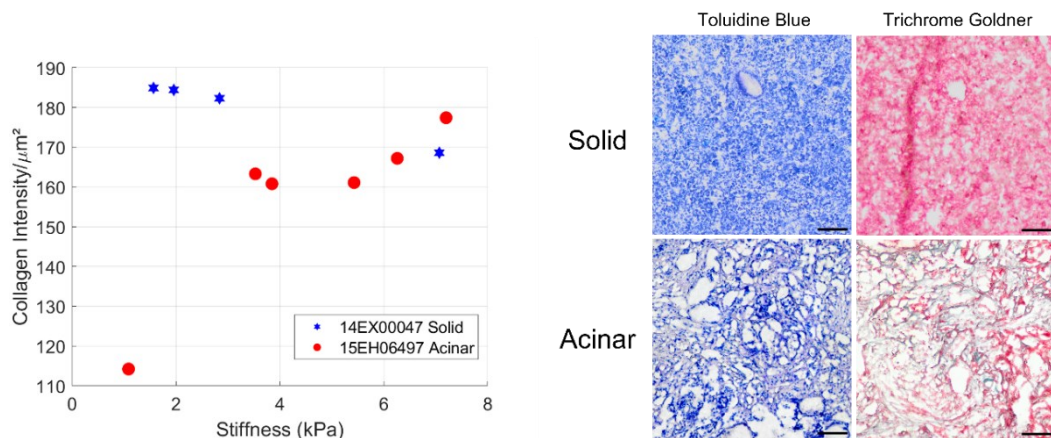 Toluidine Blue
Trichrome Goldner
Solid
Acinar
Collagen Intensity/μm²
190
180
170
160
150
140
130
120
110
0
2
4
6
8
Stiffness (kPa)
14EX00047 Solid
15EH06497 Acinar